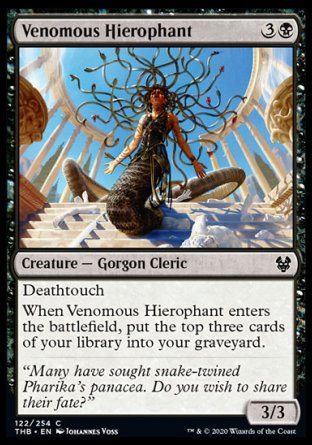 Venomous Hierophant 3
Creature — Gorgon Cleric
Deathtouch
When Venomous Hierophant enters
the battlefield, put the top three cards
of your library into your graveyard.
“Many have sought snake-twined
Pharika’s panacea. Do you wish to share
their fate?”
3/3
122/254 C
THB • EN Johannes Voss
™ & © 2020 Wizards of the Coast